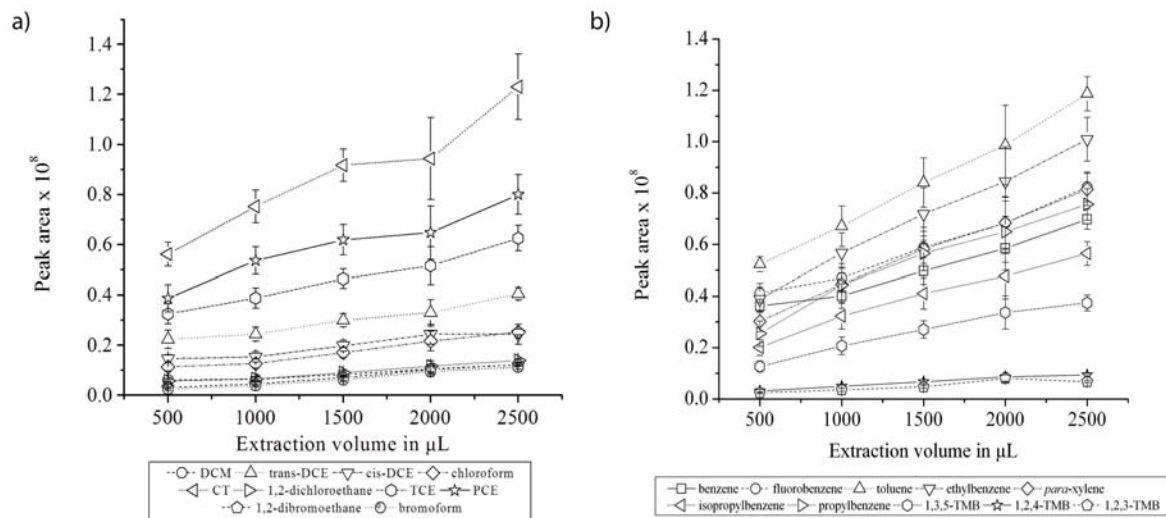 a)
Peak area x 10⁸
1.4
1.2
1.0
0.8
0.6
0.4
0.2
0.0
500 1000 1500 2000 2500
Extraction volume in µL
DCM trans-DCE cis-DCE chloroform
CT 1,2-dichloroethane TCE PCE
1,2-dibromoethane bromoform
b)
Peak area x 10⁸
1.4
1.2
1.0
0.8
0.6
0.4
0.2
0.0
500 1000 1500 2000 2500
Extraction volume in µL
benzene fluorobenzene toluene ethylbenzene para-xylene
isopropylbenzene propylbenzene 1,3,5-TMB 1,2,4-TMB 1,2,3-TMB